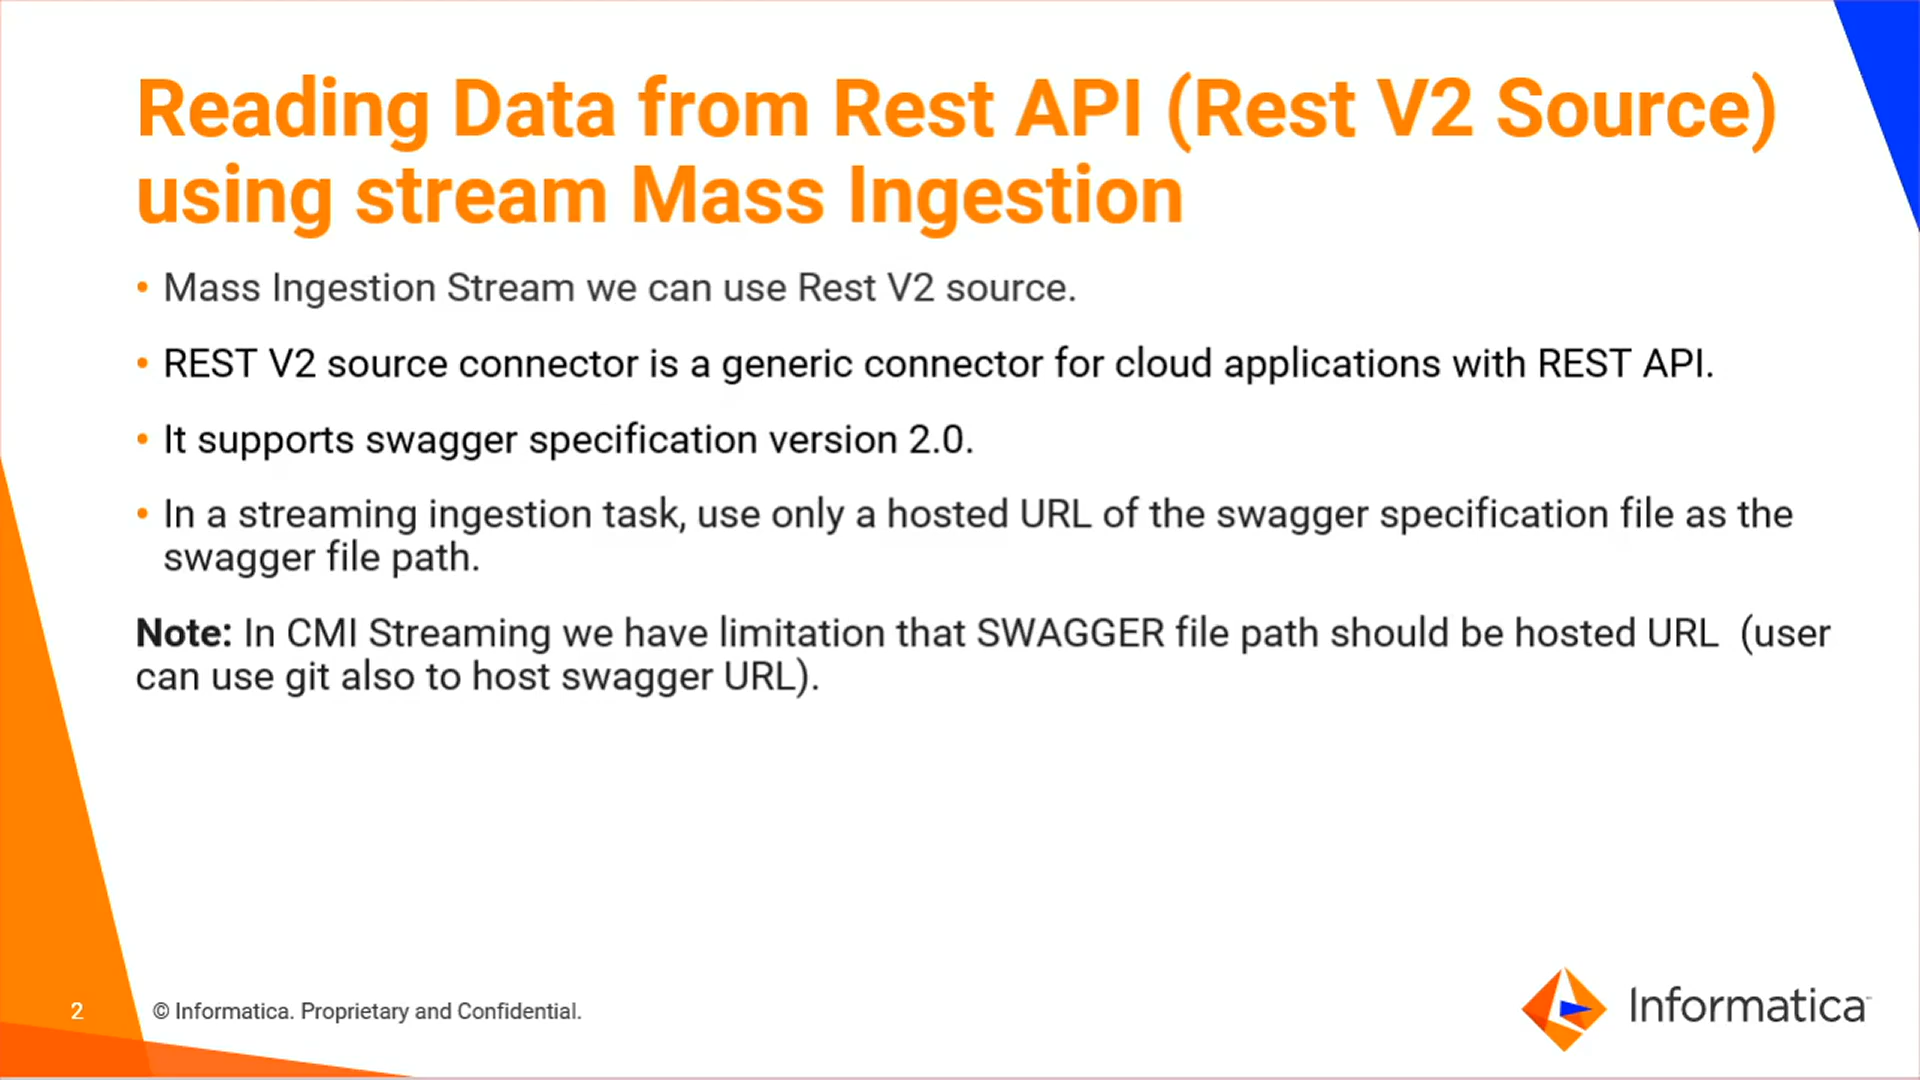 Reading Data from Rest API (Rest V2 Source)
using stream Mass Ingestion
• Mass Ingestion Stream we can use Rest V2 source.
• REST V2 source connector is a generic connector for cloud applications with REST API.
• It supports swagger specification version 2.0.
• In a streaming ingestion task, use only a hosted URL of the swagger specification file as the
swagger file path.
Note: In CMI Streaming we have limitation that SWAGGER file path should be hosted URL (user
can use git also to host swagger URL).
2
© Informatica. Proprietary and Confidential.
Informatica